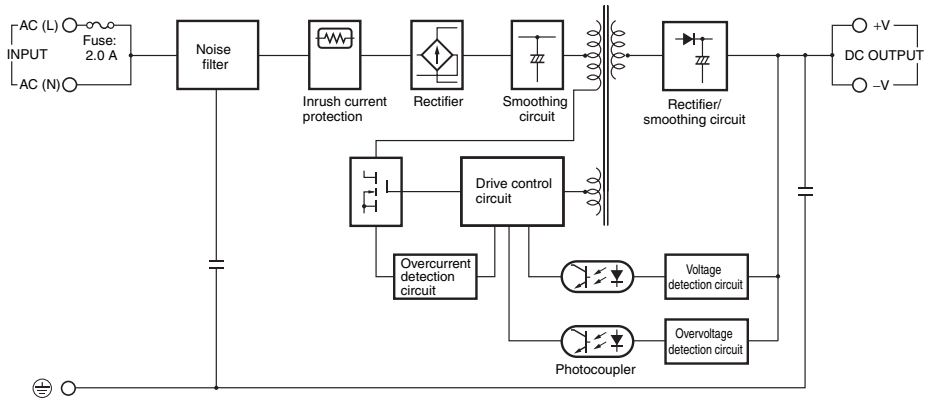 AC (L)
Fuse:
2.0 A
INPUT
AC (N)
Noise
filter
Inrush current
protection
Rectifier
Smoothing
circuit
Rectifier/
smoothing circuit
+V
DC OUTPUT
−V
Drive control
circuit
Overcurrent
detection
circuit
Voltage
detection circuit
Overvoltage
detection circuit
Photocoupler